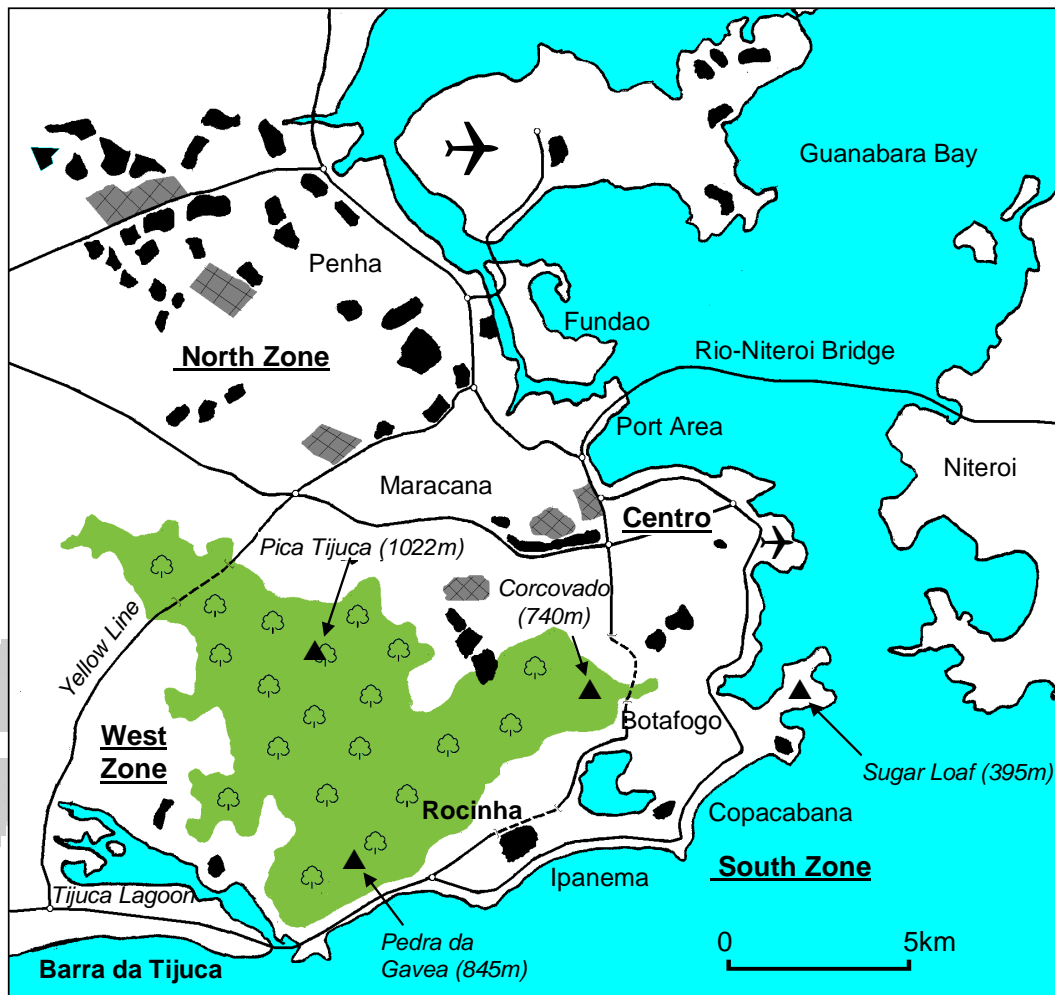 Guanabara Bay
Penha
Fundao
North Zone
Rio-Niteroi Bridge
Port Area
Maracana
Niteroi
Centro
Pica Tijuca (1022m)
Corcovado
(740m)
Yellow Line
Botafogo
West
Zone
Sugar Loaf (395m)
Rocinha
Copacabana
Ipanema
South Zone
Tijuca Lagoon
Pedra da
Gavea (845m)
0 5km
Barra da Tijuca